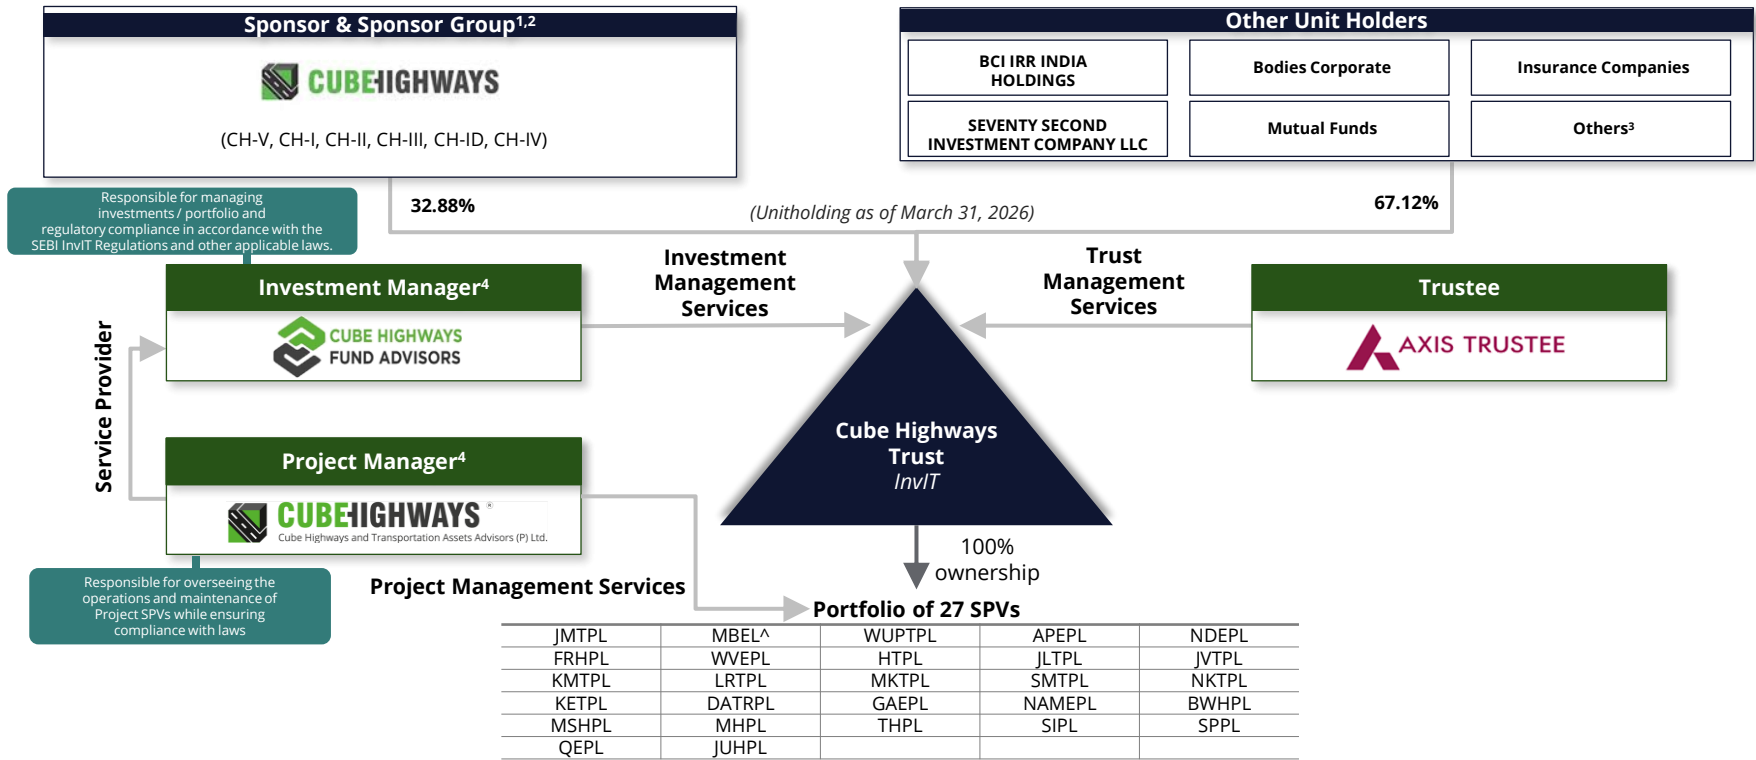 Sponsor & Sponsor Group1,2
CUBEHIGHWAYS
(CH-V, CH-I, CH-II, CH-III, CH-ID, CH-IV)
Other Unit Holders
BCI IRR INDIA
HOLDINGS
Bodies Corporate
Insurance Companies
SEVENTY SECOND
INVESTMENT COMPANY LLC
Mutual Funds
Others3
Responsible for managing
investments / portfolio and
regulatory compliance in accordance with the
SEBI InvIT Regulations and other applicable laws.
32.88%
(Unitholding as of March 31, 2026)
67.12%
Investment
Management
Services
Trust
Management
Services
Investment Manager4
CUBE HIGHWAYS
FUND ADVISORS
Trustee
AXIS TRUSTEE
Service Provider
Cube Highways
Trust
InvIT
Project Manager4
CUBEHIGHWAYS®
Cube Highways and Transportation Assets Advisors (P) Ltd.
Responsible for overseeing the
operations and maintenance of
Project SPVs while ensuring
compliance with laws
Project Management Services
100%
ownership
Portfolio of 27 SPVs
JMTPL MBEL^ WUPTPL APEPL NDEPL
FRHPL WVEPL HTPL JLTPL JVTPL
KMTPL LRTPL MKTPL SMTPL NKTPL
KETPL DATRPL GAEPL NAMEPL BWHPL
MSHPL MHPL THPL SIPL SPPL
QEPL JUHPL